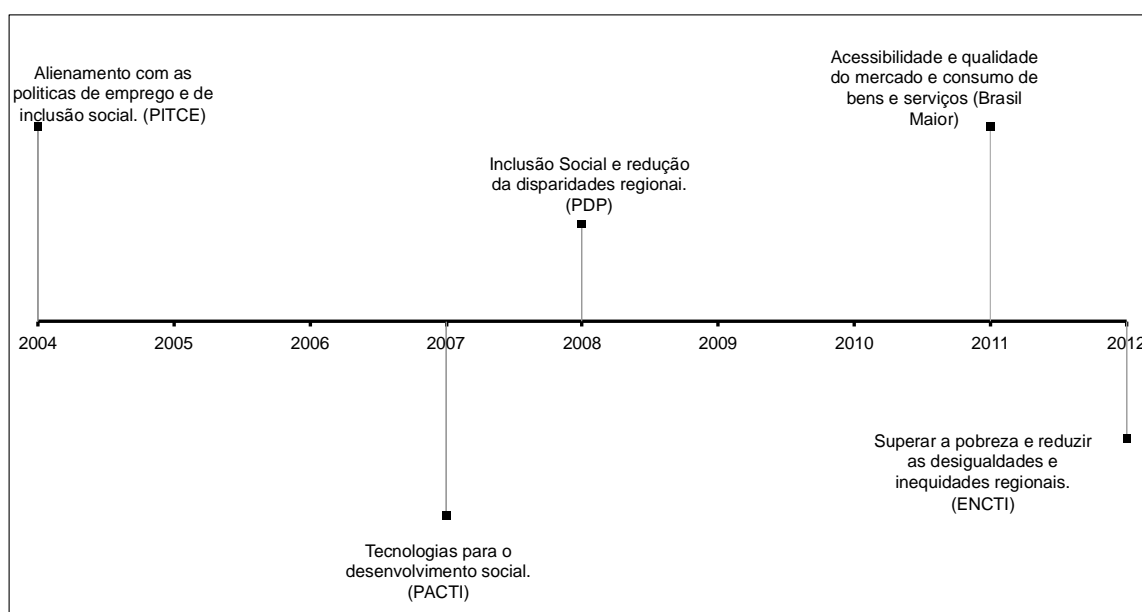 Alienamento com as
politicas de emprego e de
inclusão social. (PITCE)
Acessibilidade e qualidade
do mercado e consumo de
bens e serviços (Brasil
Maior)
Inclusão Social e redução
da disparidades regionai.
(PDP)
2004 2005 2006 2007 2008 2009 2010 2011 2012
Superar a pobreza e reduzir
as desigualdades e
inequidades regionais.
(ENCTI)
Tecnologias para o
desenvolvimento social.
(PACTI)